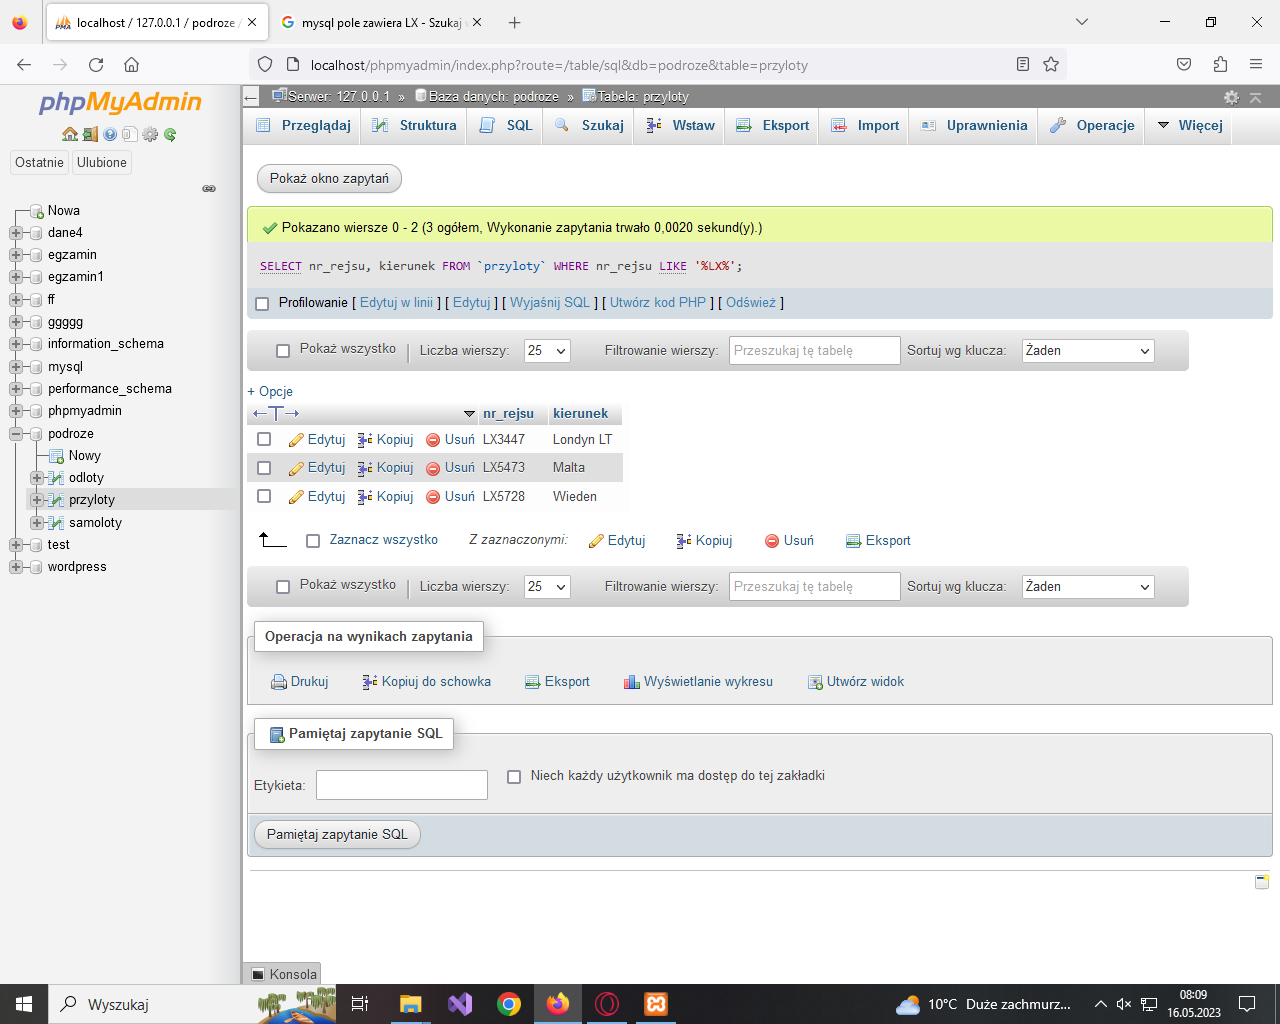 localhost / 127.0.0.1 / podroze /
mysql pole zawiera LX - Szukaj
localhost/phpmyadmin/index.php?route=/table/sql&db=podroze&table=przyloty
phpMyAdmin
Ostatnie
Ulubione
Nowa
dane4
egzamin
egzamin1
ff
ggggg
information_schema
mysql
performance_schema
phpmyadmin
podroze
Nowy
odloty
przyloty
samoloty
test
wordpress
Serwer: 127.0.0.1 » Baza danych: podroze » Tabela: przyloty
Przeglądaj Struktura SQL Szukaj Wstaw Eksport Import Uprawnienia Operacje Więcej
Pokaż okno zapytań
Pokazano wiersze 0 - 2 (3 ogółem, Wykonanie zapytania trwało 0,0020 sekund(y).)
SELECT nr_rejsu, kierunek FROM `przyloty` WHERE nr_rejsu LIKE '%LX%';
Profilowanie [ Edytuj w linii ] [ Edytuj ] [ Wyjaśnij SQL ] [ Utwórz kod PHP ] [ Odśwież ]
Pokaż wszystko Liczba wierszy: 25 Filtrowanie wierszy: Przeszukaj tę tabelę Sortuj wg klucza: Żaden
+ Opcje
←T→ nr_rejsu kierunek
Edytuj Kopiuj Usuń LX3447 Londyn LT
Edytuj Kopiuj Usuń LX5473 Malta
Edytuj Kopiuj Usuń LX5728 Wieden
Zaznacz wszystko Z zaznaczonymi: Edytuj Kopiuj Usuń Eksport
Pokaż wszystko Liczba wierszy: 25 Filtrowanie wierszy: Przeszukaj tę tabelę Sortuj wg klucza: Żaden
Operacja na wynikach zapytania
Drukuj Kopiuj do schowka Eksport Wyświetlanie wykresu Utwórz widok
Pamiętaj zapytanie SQL
Etykieta: Niech każdy użytkownik ma dostęp do tej zakładki
Pamiętaj zapytanie SQL
Konsola
Wyszukaj
10°C Duże zachmurz...
08:09
16.05.2023